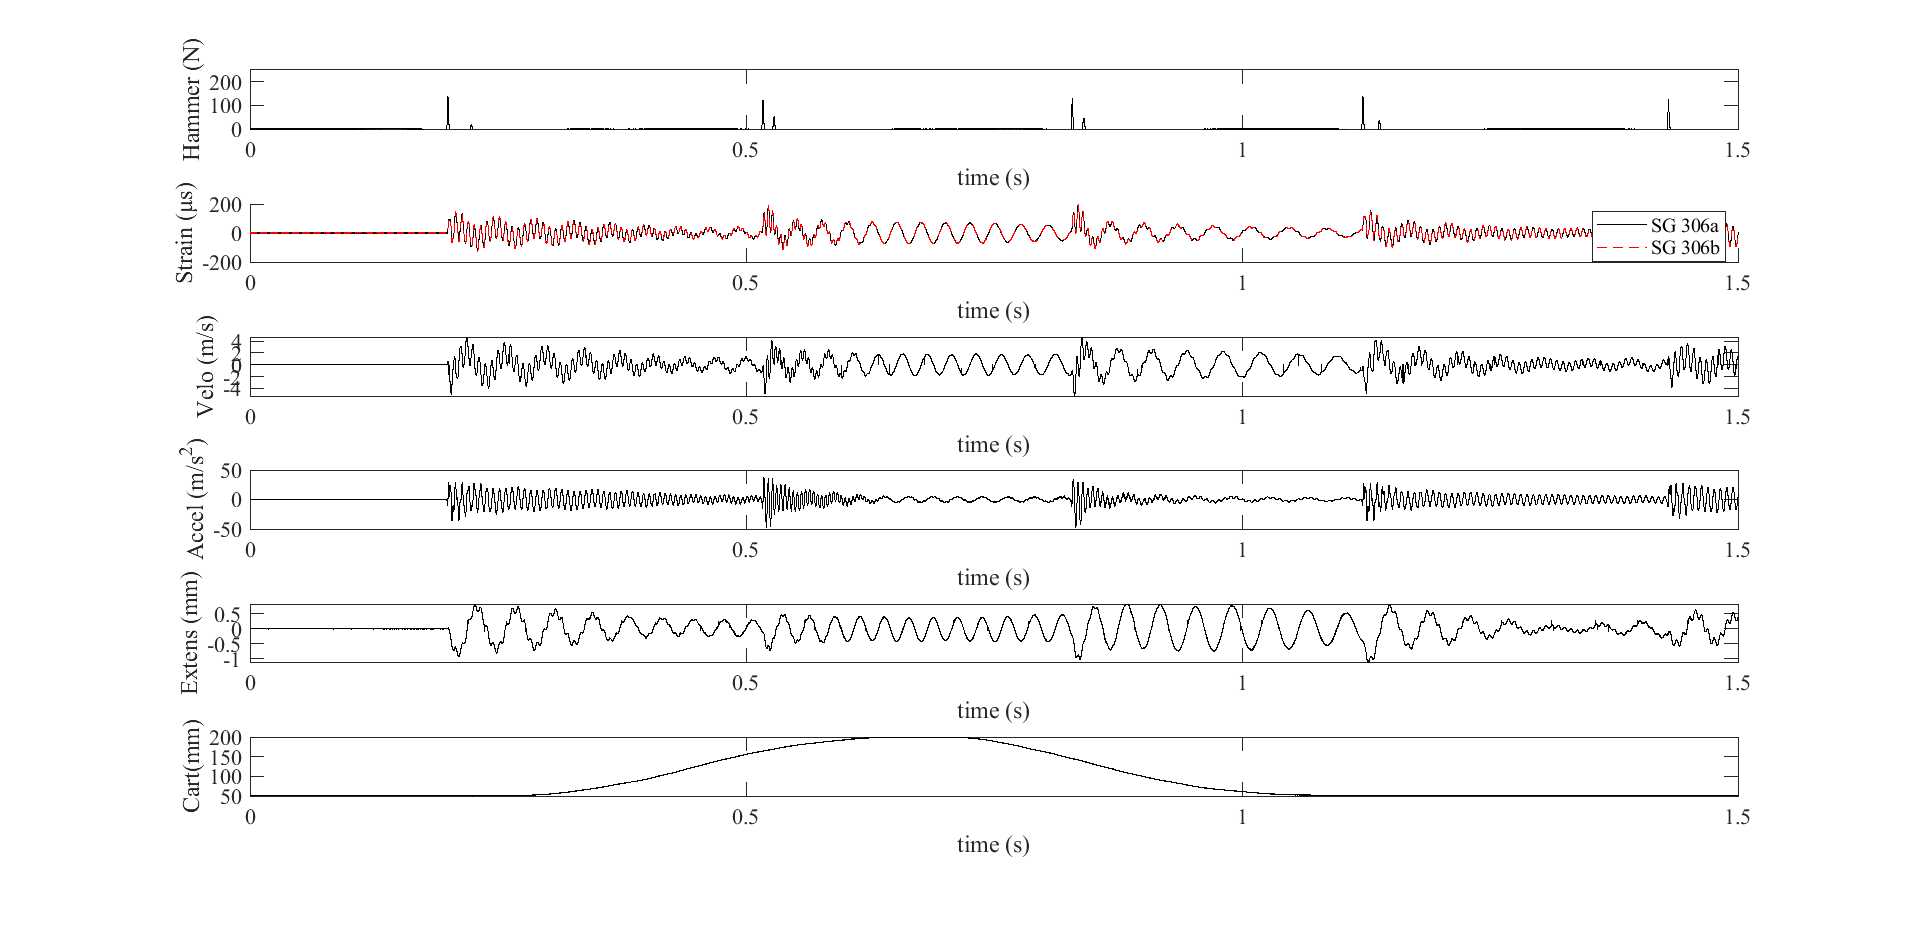 Hammer (N)
200
100
0
0 0.5 1 1.5
time (s)
Strain (μs)
200
0
-200
SG 306a
SG 306b
0 0.5 1 1.5
time (s)
Velo (m/s)
4
2
0
-2
-4
0 0.5 1 1.5
time (s)
Accel (m/s²)
50
0
-50
0 0.5 1 1.5
time (s)
Extens (mm)
0.5
0
-0.5
-1
0 0.5 1 1.5
time (s)
Cart(mm)
200
150
100
50
0 0.5 1 1.5
time (s)